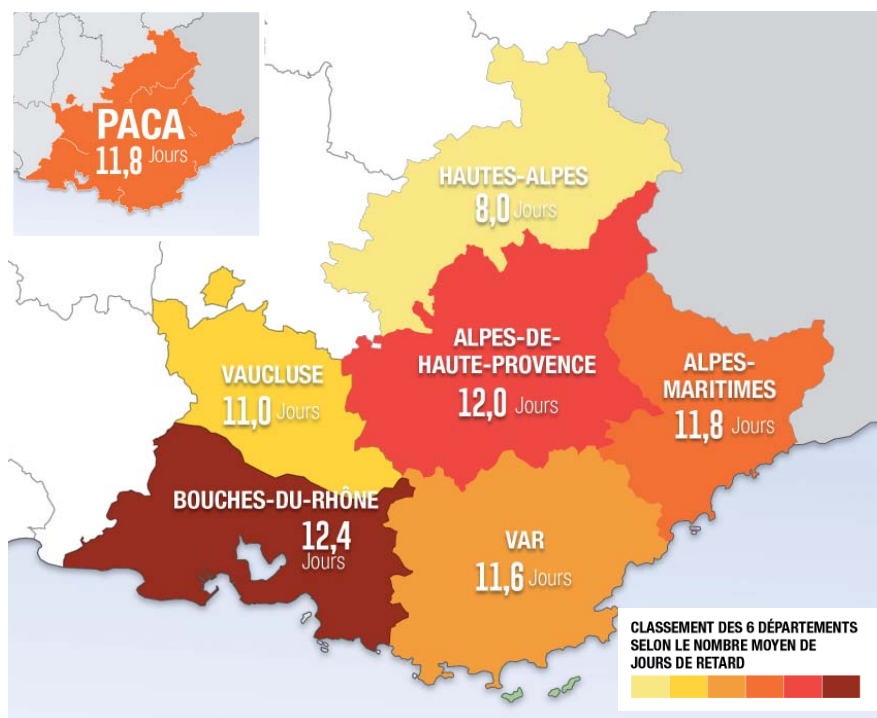 PACA
11,8 Jours
HAUTES-ALPES
8,0 Jours
ALPES-DE-
HAUTE-PROVENCE
12,0 Jours
ALPES-
MARITIMES
11,8 Jours
VAUCLUSE
11,0 Jours
BOUCHES-DU-RHÔNE
12,4
Jours
VAR
11,6 Jours
CLASSEMENT DES 6 DÉPARTEMENTS
SELON LE NOMBRE MOYEN DE
JOURS DE RETARD